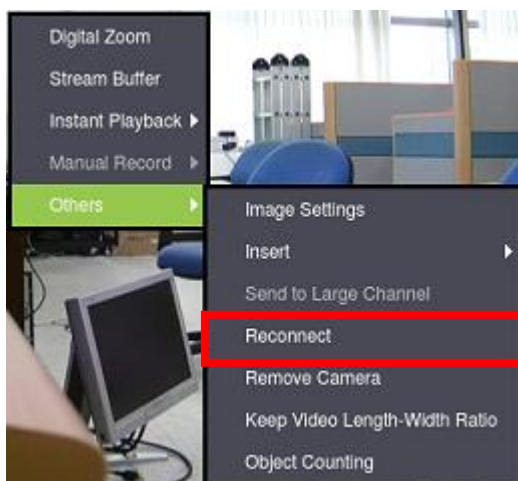 Digital Zoom
Stream Buffer
Instant Playback
Manual Record
Others
Image Settings
Insert
Send to Large Channel
Reconnect
Remove Camera
Keep Video Length-Width Ratio
Object Counting